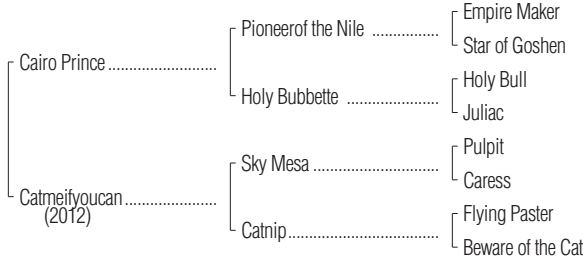 Empire Maker
Pioneerof the Nile ..................
Star of Goshen
Cairo Prince ..........................
Holy Bull
Holy Bubbette ......................
Juliac
Pulpit
Sky Mesa ..............................
Caress
Catmeifyoucan ......................
(2012)
Flying Paster
Catnip....................................
Beware of the Cat